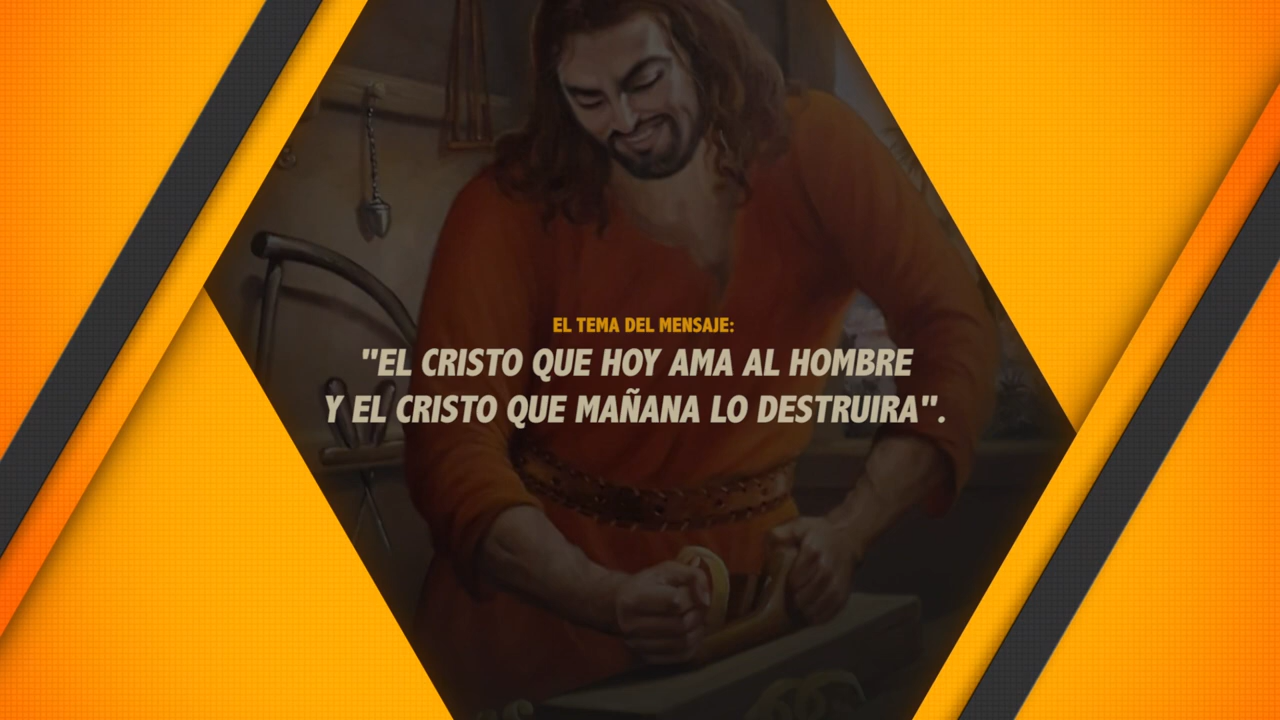 EL TEMA DEL MENSAJE:
"EL CRISTO QUE HOY AMA AL HOMBRE
Y EL CRISTO QUE MAÑANA LO DESTRUIRA".